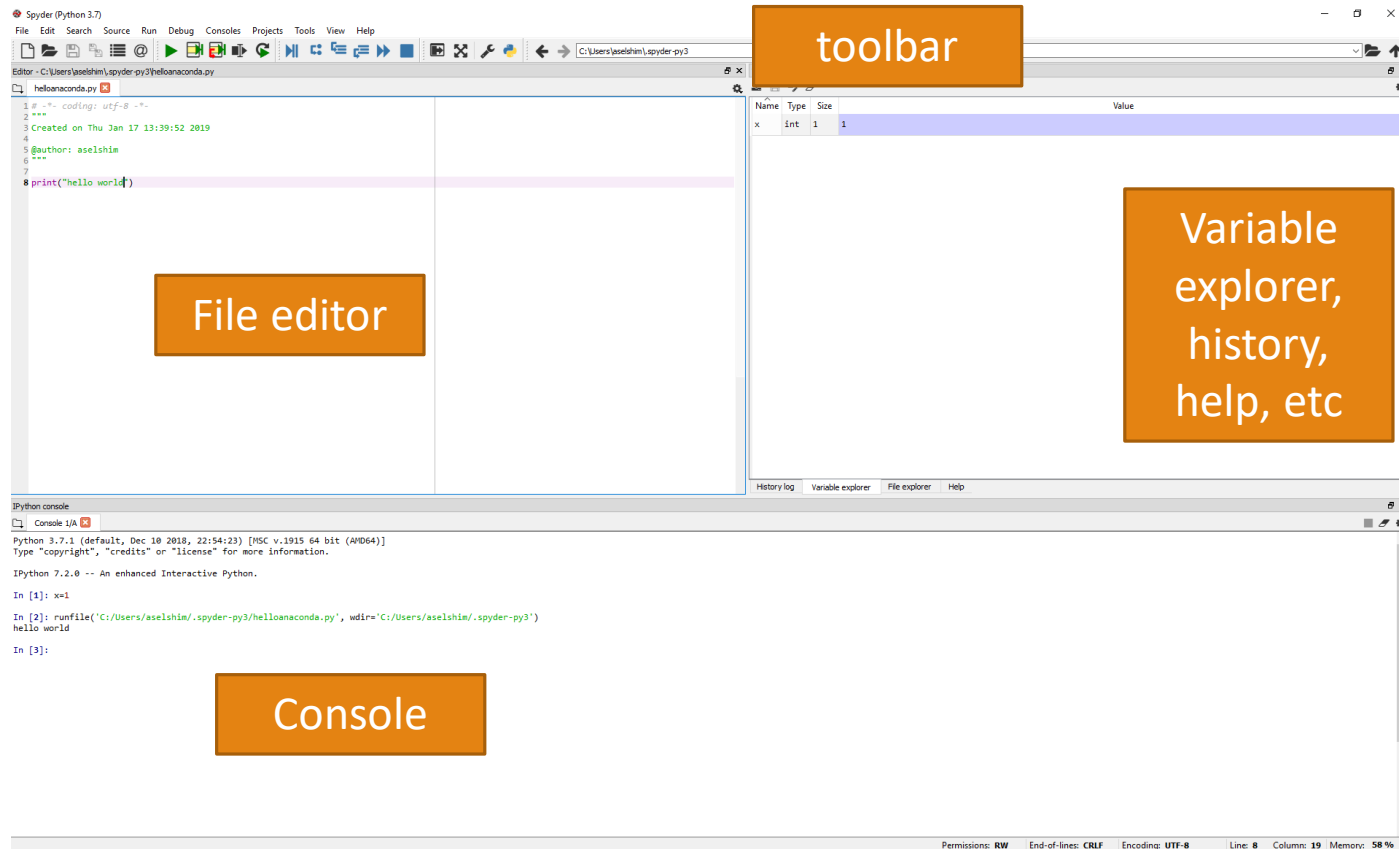 Spyder (Python 3.7)
File Edit Search Source Run Debug Consoles Projects Tools View Help
C:\Users\aselshim\.spyder-py3
toolbar
Editor - C:\Users\aselshim\.spyder-py3\helloanaconda.py
helloanaconda.py
1 # -*- coding: utf-8 -*-
2 """
3 Created on Thu Jan 17 13:39:52 2019
4
5 @author: aselshim
6 """
7
8 print("hello world")
File editor
Name Type Size Value
x int 1 1
Variable
explorer,
history,
help, etc
History log Variable explorer File explorer Help
IPython console
Console 1/A
Python 3.7.1 (default, Dec 10 2018, 22:54:23) [MSC v.1915 64 bit (AMD64)]
Type "copyright", "credits" or "license" for more information.
IPython 7.2.0 -- An enhanced Interactive Python.
In [1]: x=1
In [2]: runfile('C:/Users/aselshim/.spyder-py3/helloanaconda.py', wdir='C:/Users/aselshim/.spyder-py3')
hello world
In [3]:
Console
Permissions: RW End-of-lines: CRLF Encoding: UTF-8 Line: 8 Column: 19 Memory: 58 %